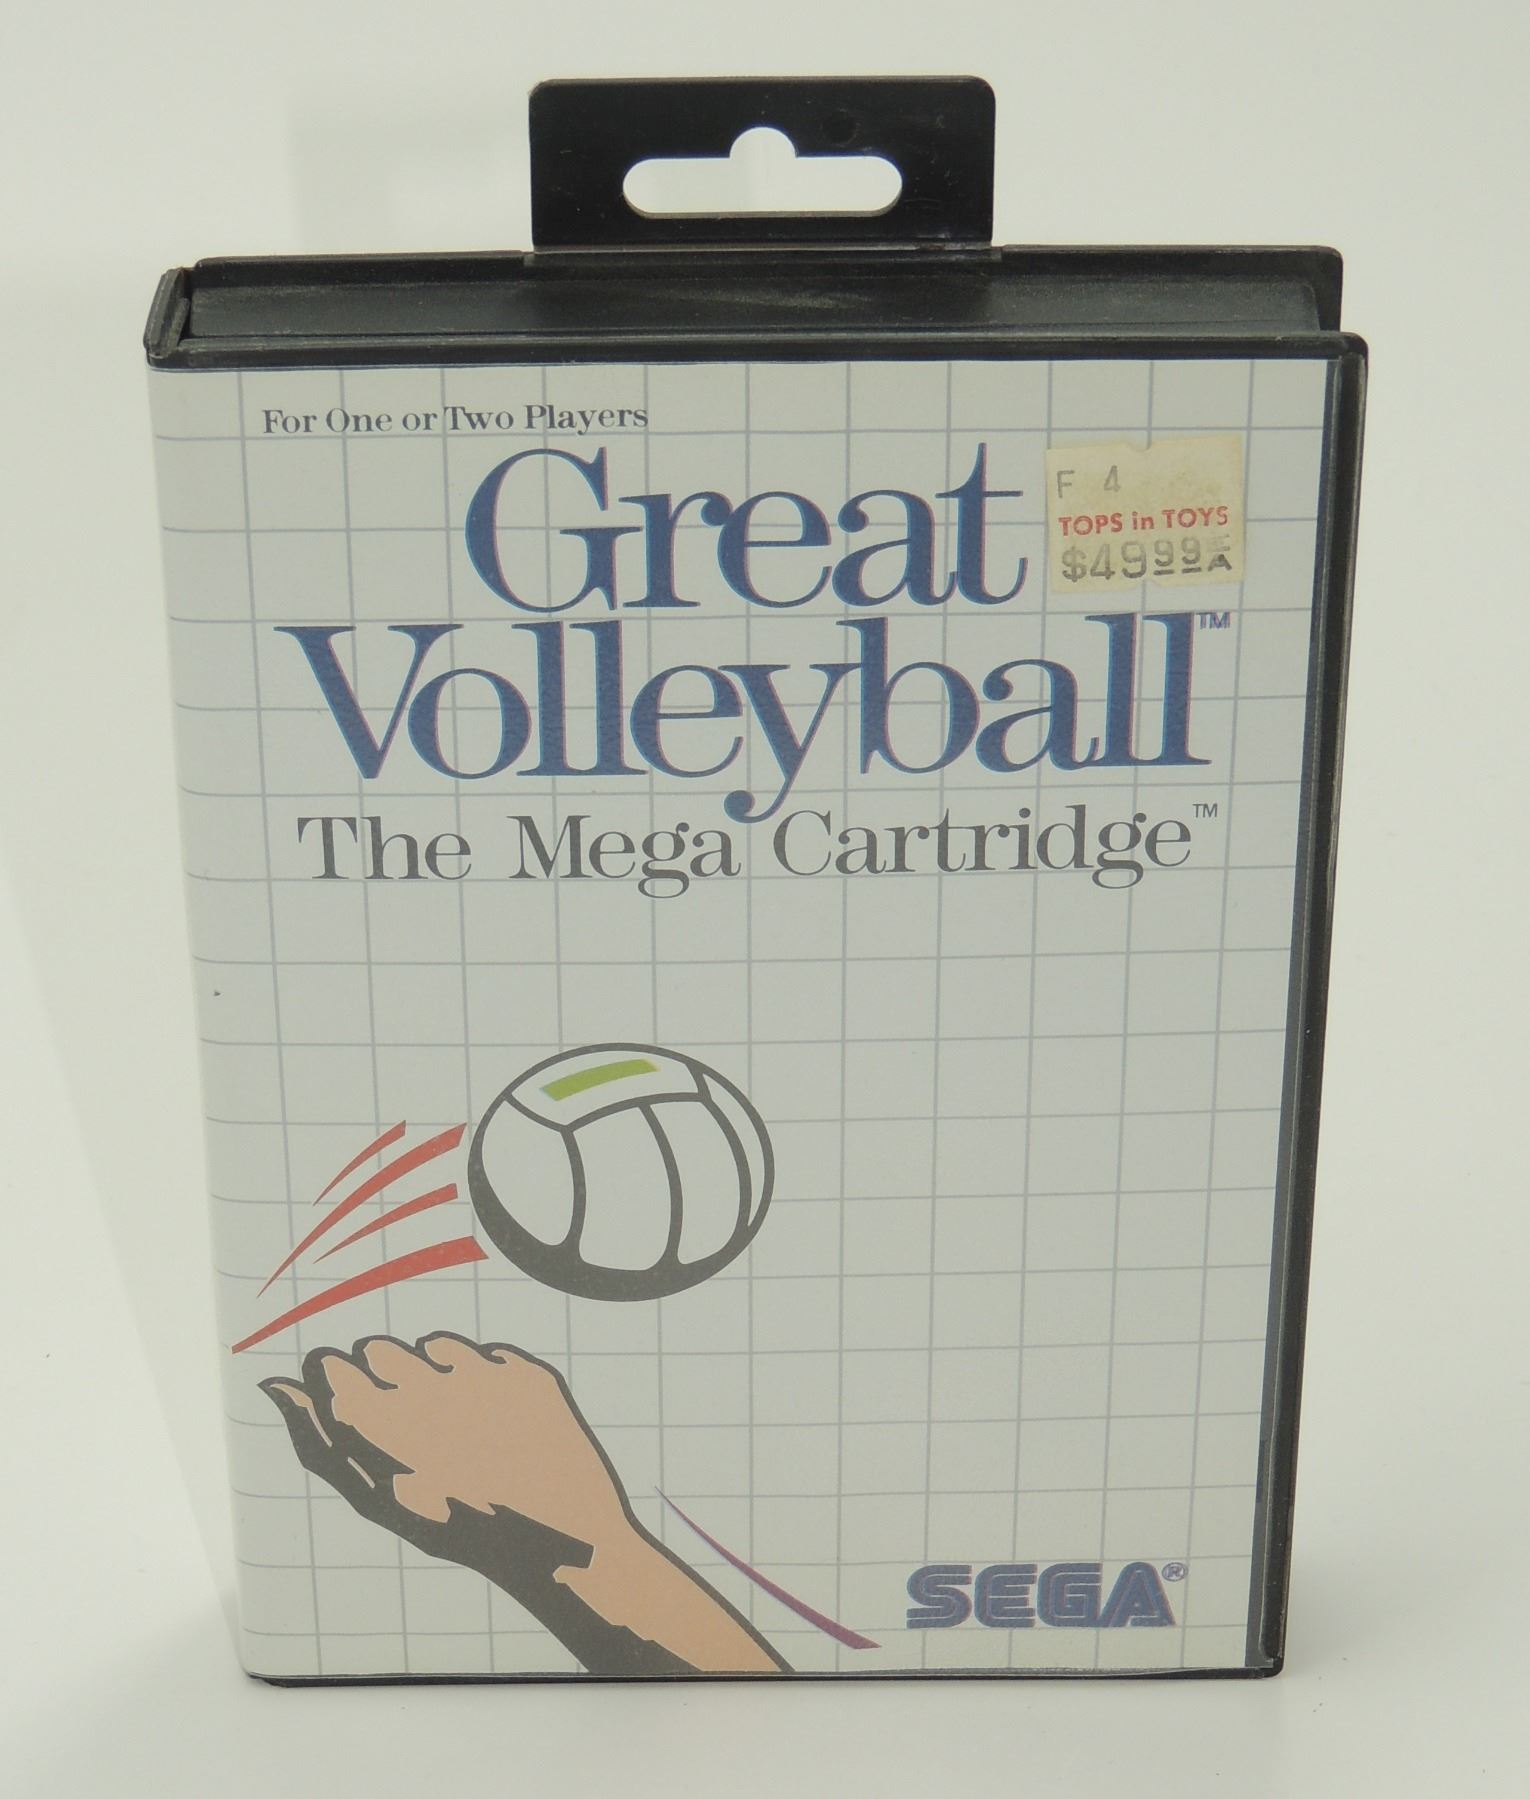 For One or Two Players
Great
F 4
TOPS in TOYS
$49.99 A
Volleyball™
The Mega Cartridge™
SEGA®